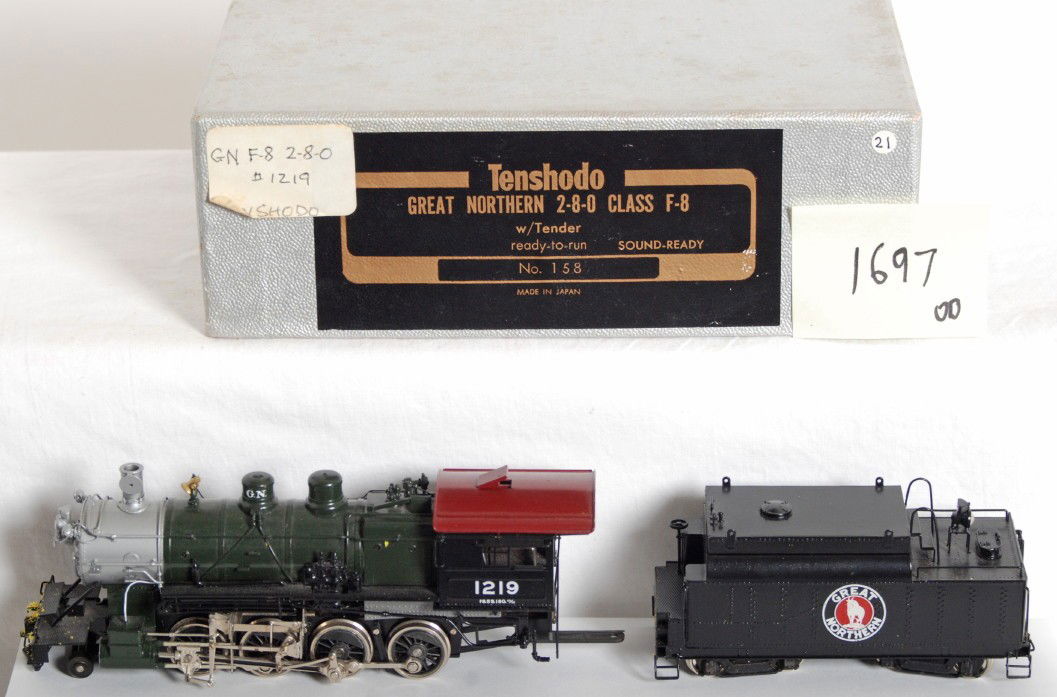 GN F-8 2-8-0
# 1219
21
Tenshodo
GREAT NORTHERN 2-8-0 CLASS F-8
w/Tender
ready-to-run SOUND-READY
No. 158
MADE IN JAPAN
1697
OD
G.N.
1219
GREAT
NORTHERN